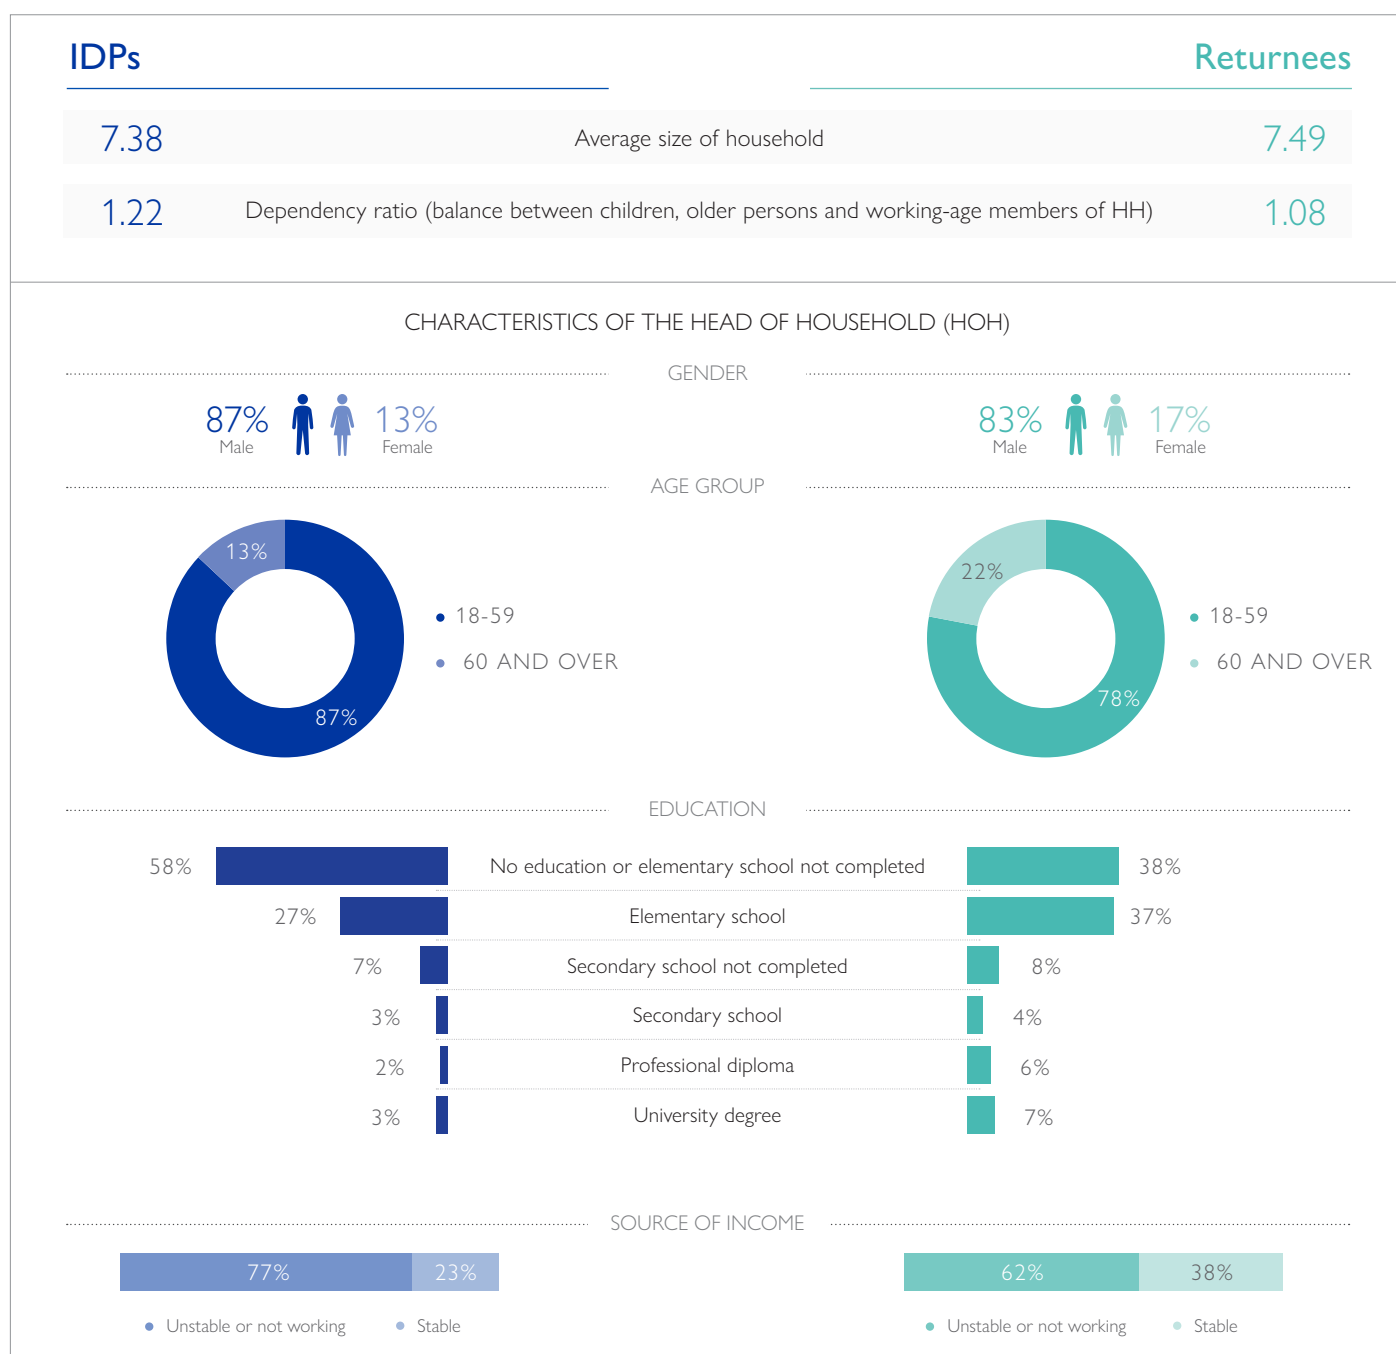 IDPs
Returnees
7.38 Average size of household 7.49
1.22 Dependency ratio (balance between children, older persons and working-age members of HH) 1.08
CHARACTERISTICS OF THE HEAD OF HOUSEHOLD (HOH)
GENDER
87% 13% 83% 17%
Male Female Male Female
AGE GROUP
13%
87%
18-59
60 AND OVER
22%
78%
18-59
60 AND OVER
EDUCATION
58% No education or elementary school not completed 38%
27% Elementary school 37%
7% Secondary school not completed 8%
3% Secondary school 4%
2% Professional diploma 6%
3% University degree 7%
SOURCE OF INCOME
77% 23% 62% 38%
Unstable or not working Stable Unstable or not working Stable